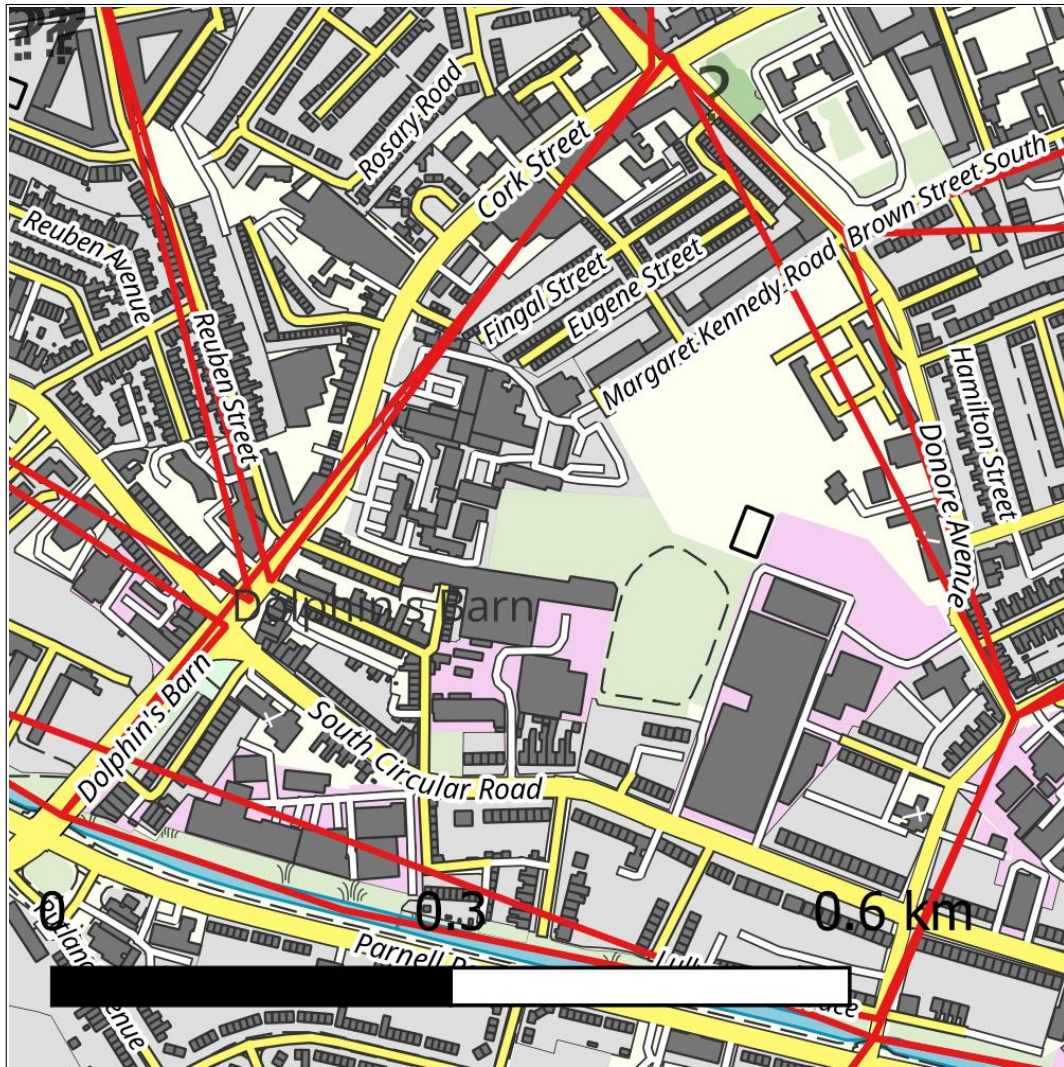 Rosary Road
Cork Street
Brown Street South
Reuben Avenue
Reuben Street
Fingal Street
Eugene Street
Margaret Kennedy Road
Hamilton Street
Donore Avenue
Dolphin's Barn
Dolphin's Barn
South Circular Road
0
0.3
0.6 km
Parnell